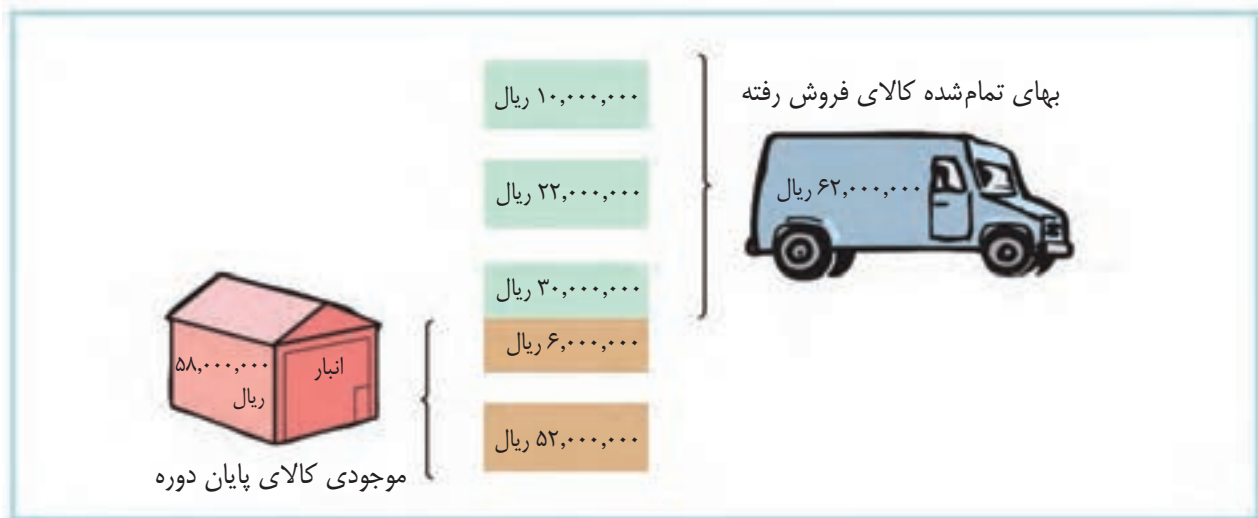 بهای تمام‌شده کالای فروش رفته
۶۲,۰۰۰,۰۰۰ ریال
۱۰,۰۰۰,۰۰۰ ریال
۲۲,۰۰۰,۰۰۰ ریال
۳۰,۰۰۰,۰۰۰ ریال
۶,۰۰۰,۰۰۰ ریال
۵۲,۰۰۰,۰۰۰ ریال
انبار
۵۸,۰۰۰,۰۰۰
ریال
موجودی کالای پایان دوره